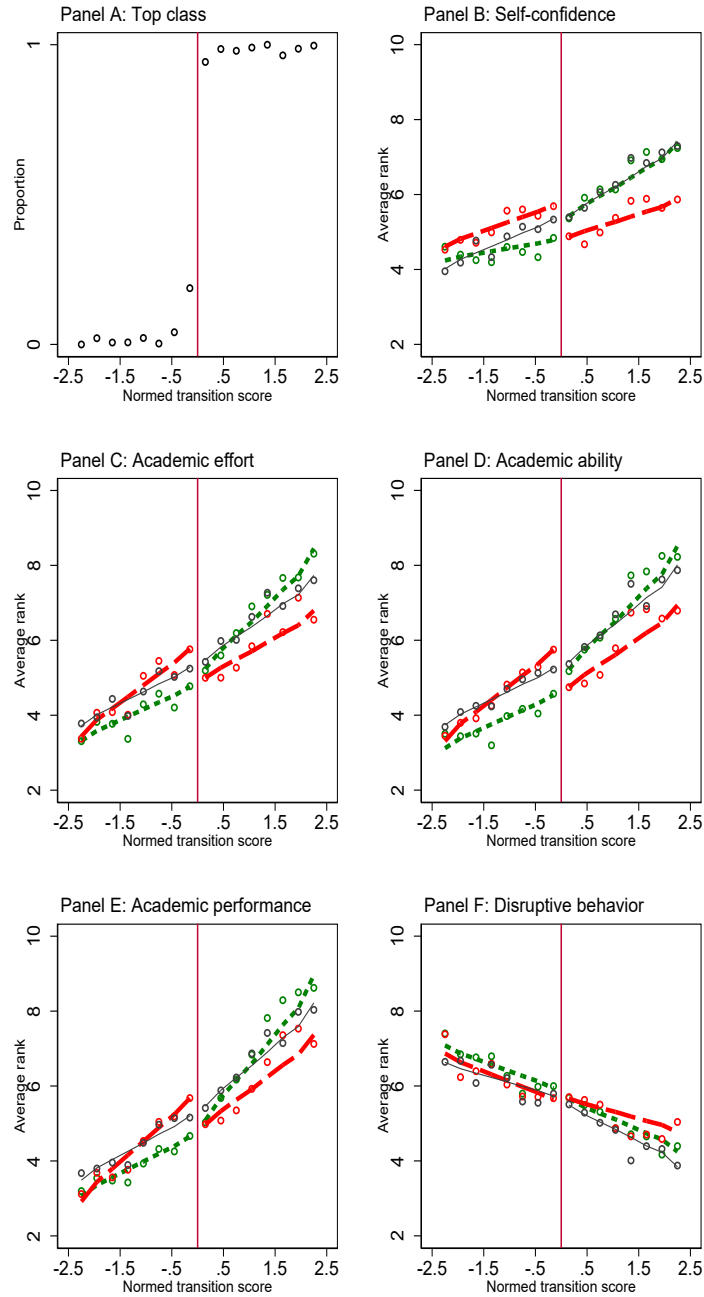 Panel A: Top class
1
Proportion
0
-2.5 -1.5 -.5 .5 1.5 2.5
Normed transition score
Panel B: Self-confidence
10
8
Average rank
6
4
2
-2.5 -1.5 -.5 .5 1.5 2.5
Normed transition score
Panel C: Academic effort
10
8
Average rank
6
4
2
-2.5 -1.5 -.5 .5 1.5 2.5
Normed transition score
Panel D: Academic ability
10
8
Average rank
6
4
2
-2.5 -1.5 -.5 .5 1.5 2.5
Normed transition score
Panel E: Academic performance
10
8
Average rank
6
4
2
-2.5 -1.5 -.5 .5 1.5 2.5
Normed transition score
Panel F: Disruptive behavior
10
8
Average rank
6
4
2
-2.5 -1.5 -.5 .5 1.5 2.5
Normed transition score